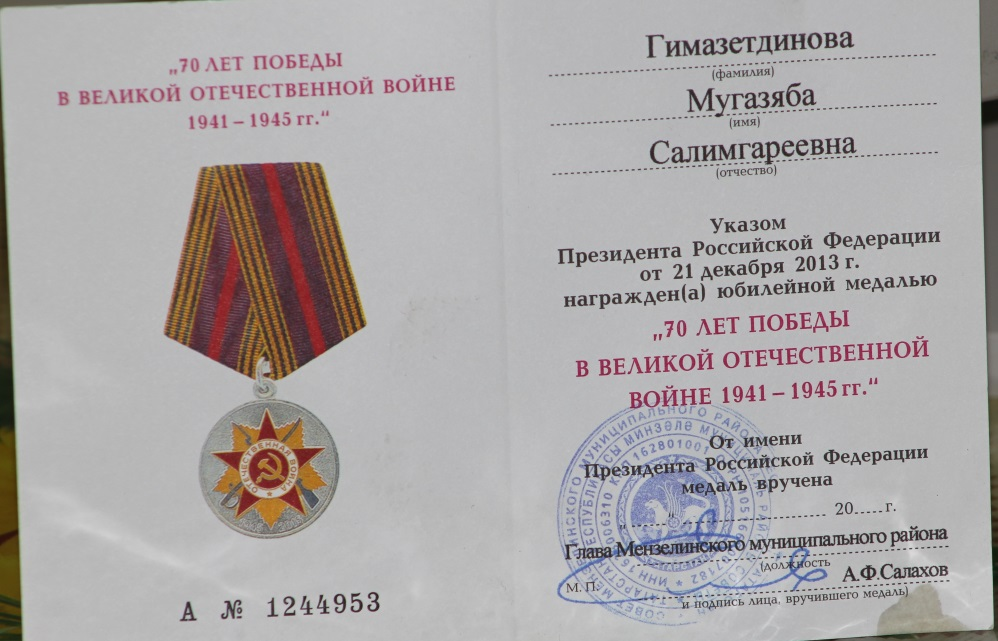 „70 ЛЕТ ПОБЕДЫ
В ВЕЛИКОЙ ОТЕЧЕСТВЕННОЙ ВОЙНЕ
1941 – 1945 гг.“
ОТЕЧЕСТВЕННАЯ ВОЙНА
А № 1244953
Гимазетдинова
(фамилия)
Мугазяба
(имя)
Салимгареевна
(отчество)
Указом
Президента Российской Федерации
от 21 декабря 2013 г.
награжден(а) юбилейной медалью
„70 ЛЕТ ПОБЕДЫ
В ВЕЛИКОЙ ОТЕЧЕСТВЕННОЙ
ВОЙНЕ 1941 – 1945 гг.“
От имени
Президента Российской Федерации
медаль вручена
„ “ 20 г.
Глава Мензелинского муниципального района
(должность
М. П.
А.Ф.Салахов
и подпись лица, вручившего медаль)
МУНИЦИПАЛЬНОГО РАЙОНА
МИНЗӘЛӘ